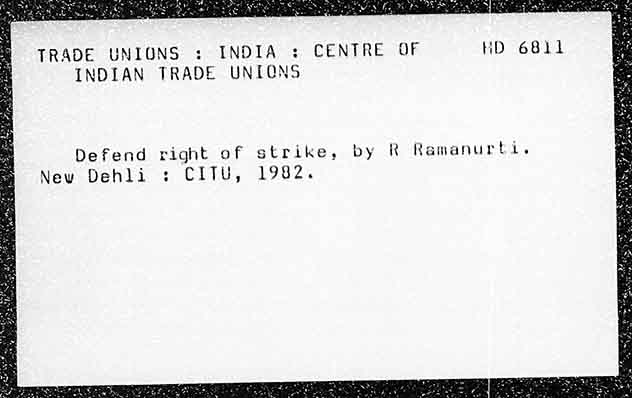 TRADE UNIONS : INDIA : CENTRE OF HD 6811
INDIAN TRADE UNIONS
Defend right of strike, by R Ramanurti.
New Dehli : CITU, 1982.